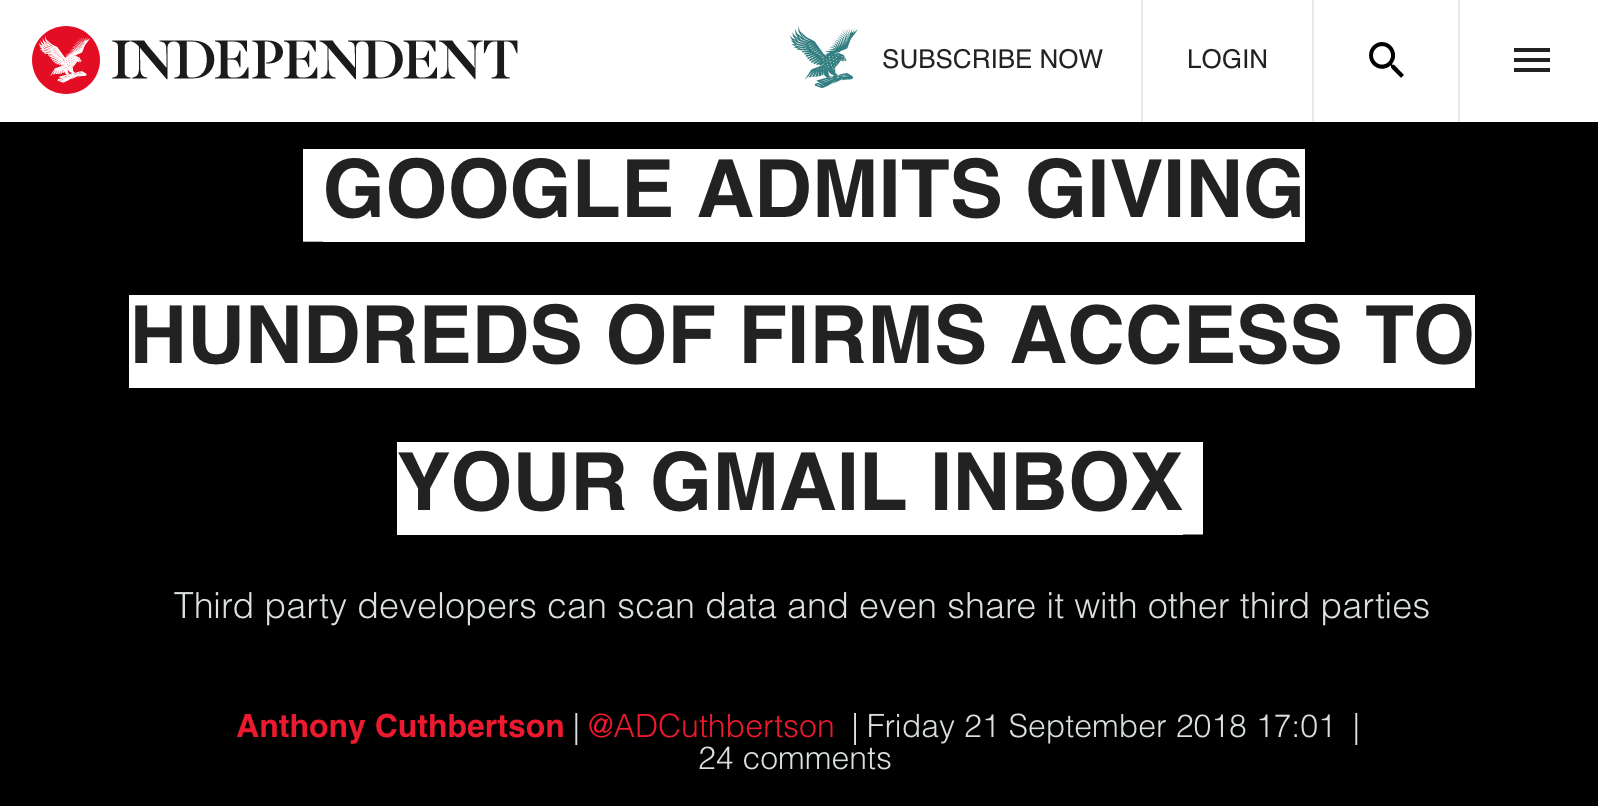 INDEPENDENT
SUBSCRIBE NOW
LOGIN
GOOGLE ADMITS GIVING
HUNDREDS OF FIRMS ACCESS TO
YOUR GMAIL INBOX
Third party developers can scan data and even share it with other third parties
Anthony Cuthbertson | @ADCuthbertson | Friday 21 September 2018 17:01 |
24 comments